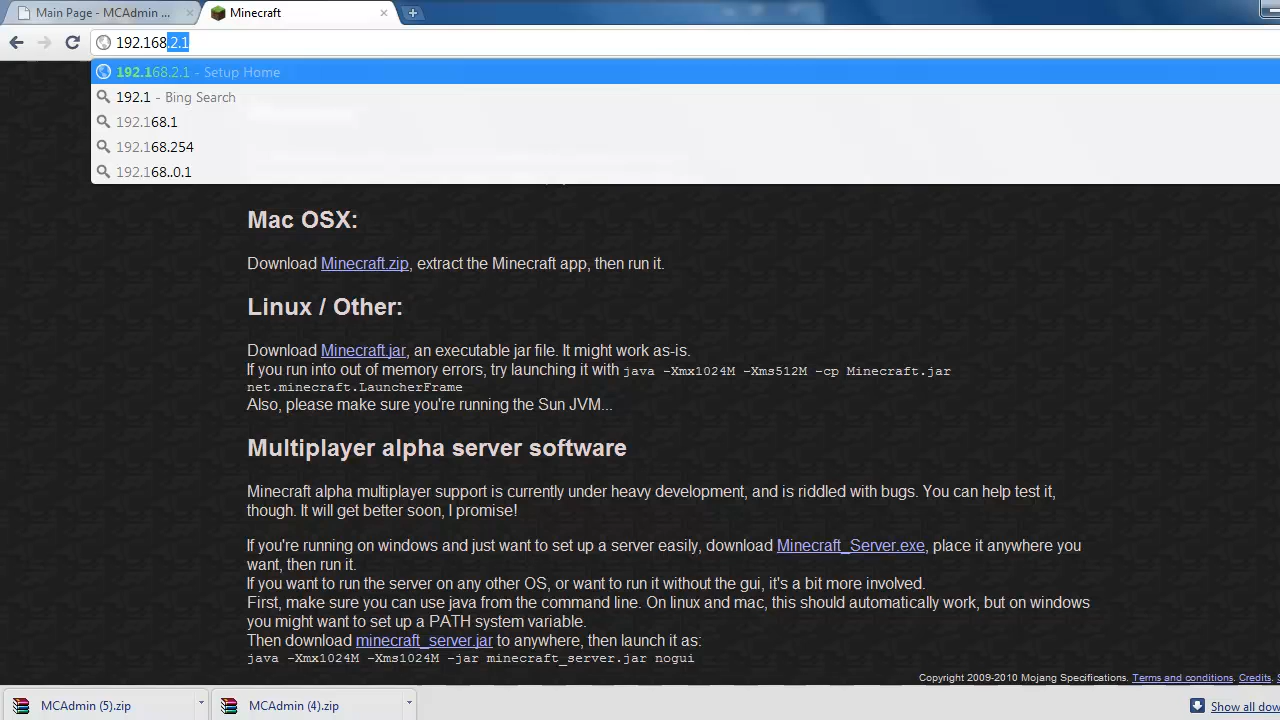 Main Page - MCAdmin ...
Minecraft
192.168.2.1
192.168.2.1 - Setup Home
192.1 - Bing Search
192.168.1
192.168.254
192.168..0.1
Mac OSX:
Download Minecraft.zip, extract the Minecraft app, then run it.
Linux / Other:
Download Minecraft.jar, an executable jar file. It might work as-is.
If you run into out of memory errors, try launching it with java -Xmx1024M -Xms512M -cp Minecraft.jar
net.minecraft.LauncherFrame
Also, please make sure you're running the Sun JVM...
Multiplayer alpha server software
Minecraft alpha multiplayer support is currently under heavy development, and is riddled with bugs. You can help test it,
though. It will get better soon, I promise!
If you're running on windows and just want to set up a server easily, download Minecraft_Server.exe, place it anywhere you
want, then run it.
If you want to run the server on any other OS, or want to run it without the gui, it's a bit more involved.
First, make sure you can use java from the command line. On linux and mac, this should automatically work, but on windows
you might want to set up a PATH system variable.
Then download minecraft_server.jar to anywhere, then launch it as:
java -Xmx1024M -Xms1024M -jar minecraft_server.jar nogui
Copyright 2009-2010 Mojang Specifications. Terms and conditions. Credits. S
MCAdmin (5).zip
MCAdmin (4).zip
Show all dow